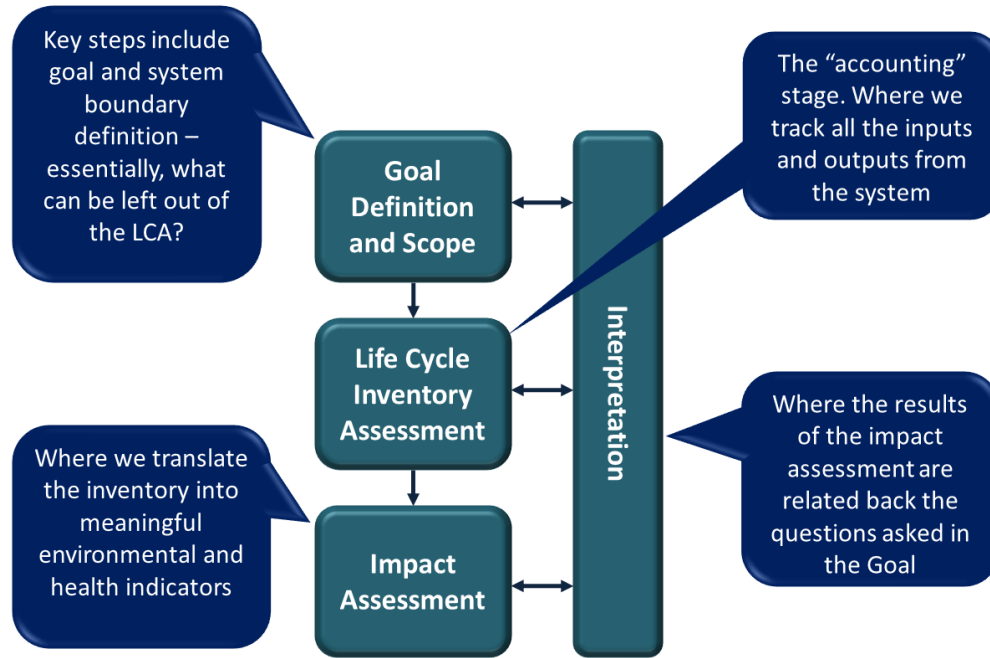 Key steps include
goal and system
boundary
definition –
essentially, what
can be left out of
the LCA?
The “accounting”
stage. Where we
track all the inputs
and outputs from
the system
Goal
Definition
and Scope
Life Cycle
Inventory
Assessment
Interpretation
Where the results
of the impact
assessment are
related back the
questions asked in
the Goal
Where we translate
the inventory into
meaningful
environmental and
health indicators
Impact
Assessment